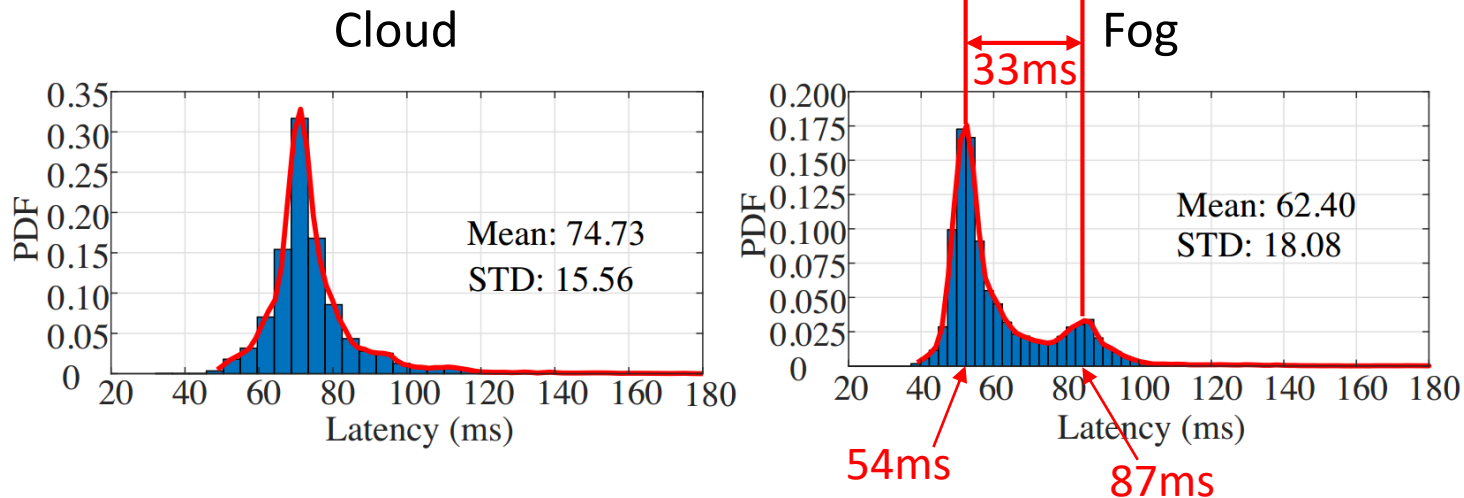 Cloud
0.35
0.30
0.25
0.20
0.15
0.10
0.05
0
PDF
Mean: 74.73
STD: 15.56
20 40 60 80 100 120 140 160 180
Latency (ms)
Fog
33ms
0.200
0.175
0.150
0.125
0.100
0.075
0.050
0.025
0
PDF
Mean: 62.40
STD: 18.08
20 40 60 80 100 120 140 160 180
Latency (ms)
54ms
87ms